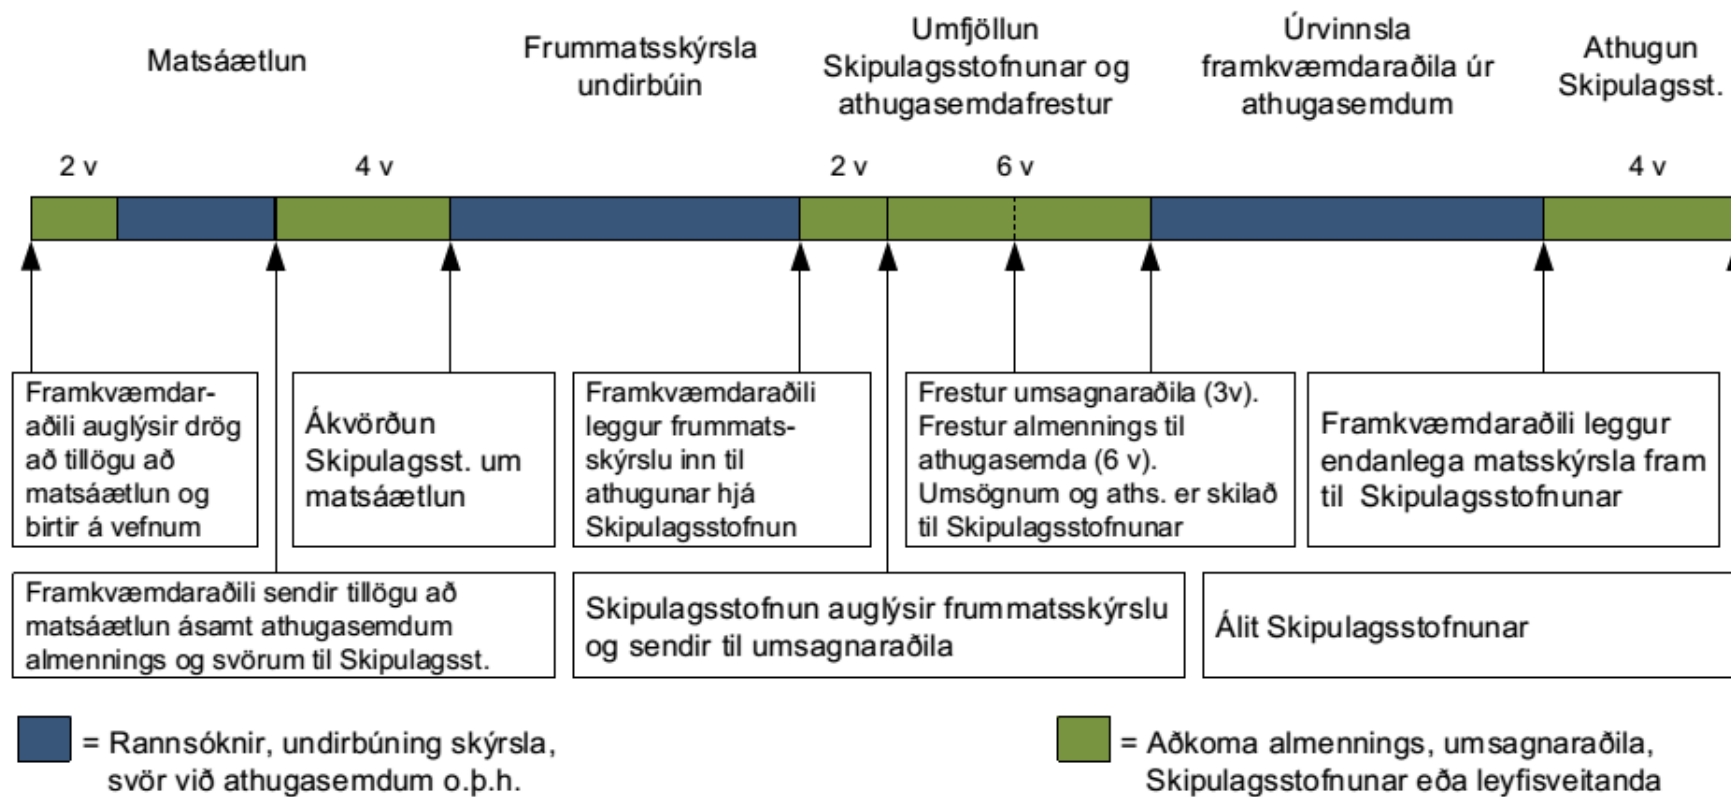 Matsáætlun
Frummatsskýrsla
undirbúin
Umfjöllun
Skipulagsstofnunar og
athugasemdafrestur
Úrvinnsla
framkvæmdaraðila úr
athugasemdum
Athugun
Skipulagsst.
2 v
4 v
2 v
6 v
4 v
Framkvæmdar-
aðili auglýsir drög
að tillögu að
matsáætlun og
birtir á vefnum
Ákvörðun
Skipulagsst. um
matsáætlun
Framkvæmdaraðili
leggur frummats-
skýrslu inn til
athugunar hjá
Skipulagsstofnun
Frestur umsagnaraðila (3v).
Frestur almennings til
athugasemda (6 v).
Umsögnum og aths. er skilað
til Skipulagsstofnunar
Framkvæmdaraðili leggur
endanlega matsskýrsla fram
til Skipulagsstofnunar
Framkvæmdaraðili sendir tillögu að
matsáætlun ásamt athugasemdum
almennings og svörum til Skipulagsst.
Skipulagsstofnun auglýsir frummatsskýrslu
og sendir til umsagnaraðila
Álit Skipulagsstofnunar
= Rannsóknir, undirbúning skýrsla,
svör við athugasemdum o.þ.h.
= Aðkoma almennings, umsagnaraðila,
Skipulagsstofnunar eða leyfisveitanda